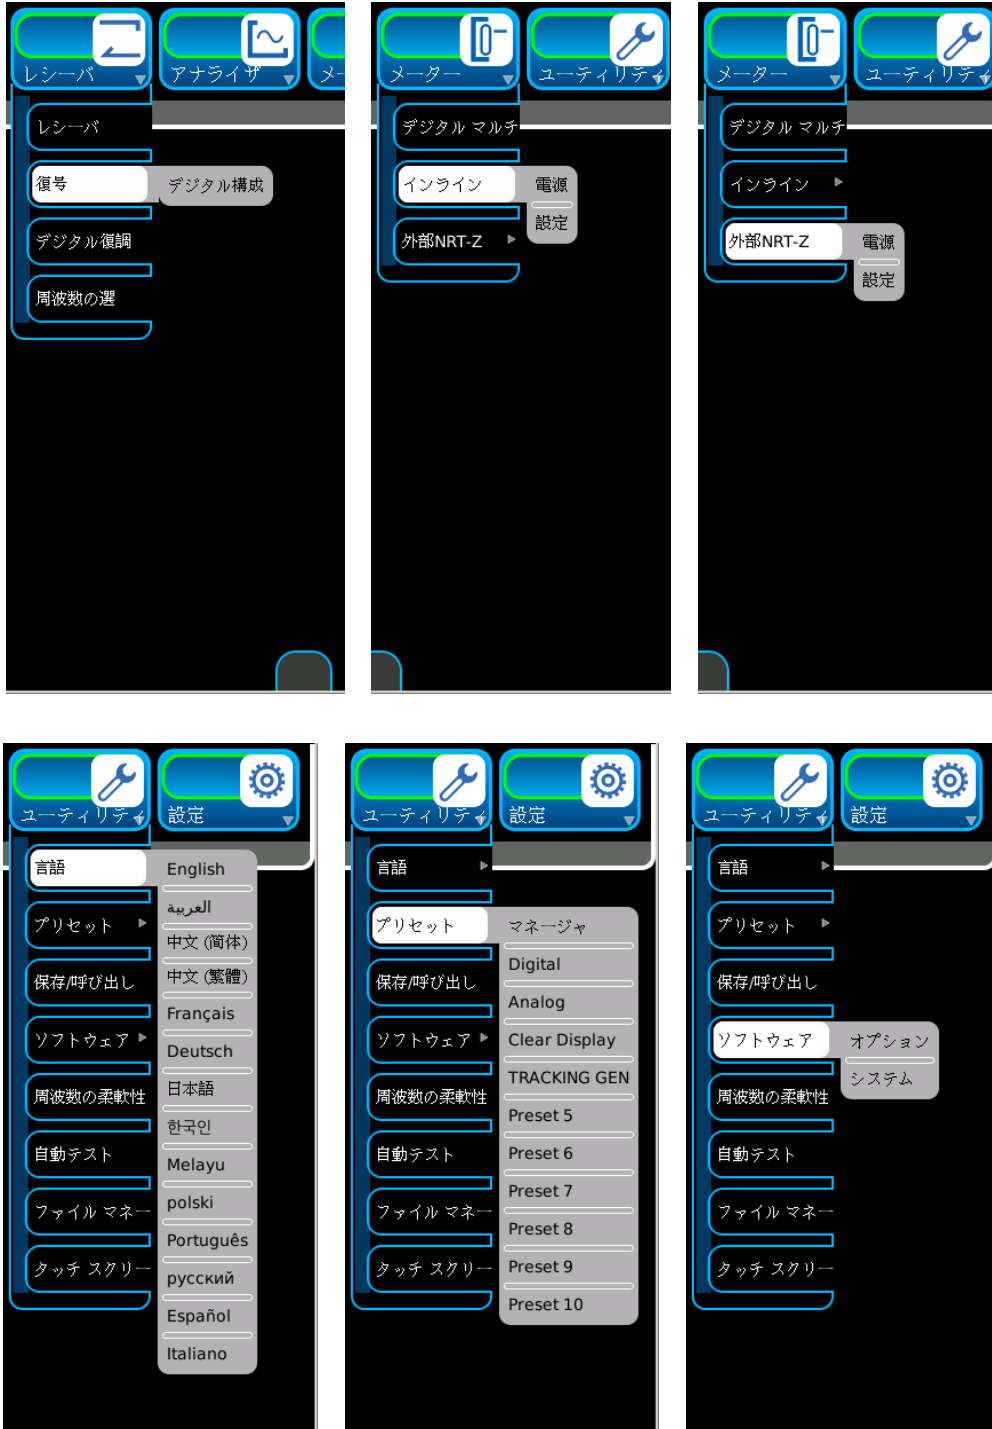 レシーバ
アナライザ
メー
レシーバ
復号
デジタル構成
デジタル復調
周波数の選
メーター
ユーティリティ
デジタル マルチ
インライン
電源
設定
外部NRT-Z
メーター
ユーティリティ
デジタル マルチ
インライン
外部NRT-Z
電源
設定
ユーティリティ
設定
言語
プリセット
保存/呼び出し
ソフトウェア
周波数の柔軟性
自動テスト
ファイル マネー
タッチ スクリー
English
العربية
中文 (简体)
中文 (繁體)
Français
Deutsch
日本語
한국인
Melayu
polski
Português
русский
Español
Italiano
ユーティリティ
設定
言語
プリセット
保存/呼び出し
ソフトウェア
周波数の柔軟性
自動テスト
ファイル マネー
タッチ スクリー
マネージャ
Digital
Analog
Clear Display
TRACKING GEN
Preset 5
Preset 6
Preset 7
Preset 8
Preset 9
Preset 10
ユーティリティ
設定
言語
プリセット
保存/呼び出し
ソフトウェア
周波数の柔軟性
自動テスト
ファイル マネー
タッチ スクリー
オプション
システム